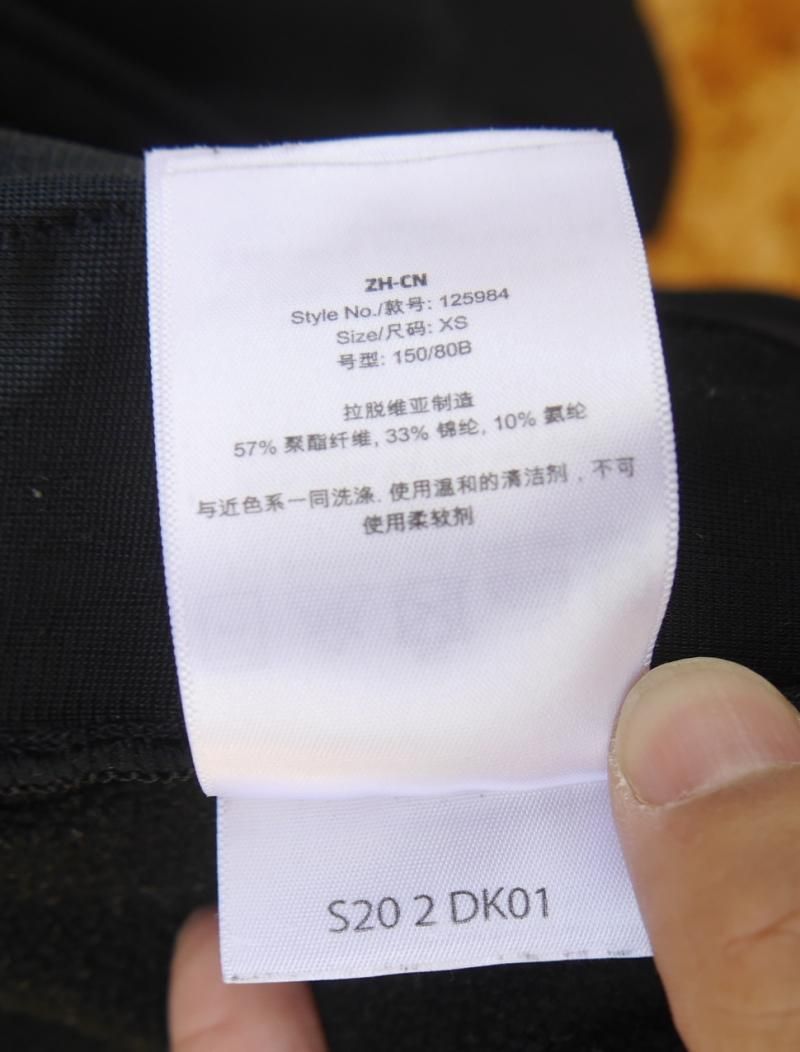 ZH-CN
Style No./款号: 125984
Size/尺码: XS
号型: 150/80B
拉脱维亚制造
57% 聚酯纤维, 33% 锦纶, 10% 氨纶
与近色系一同洗涤. 使用温和的清洁剂，不可
使用柔软剂
S20 2 DK01